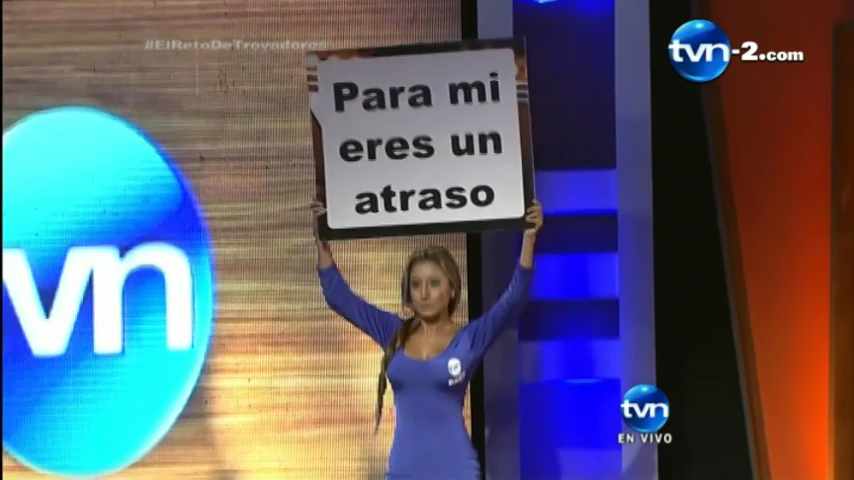 #ElRetoDeTrovadores
tvn-2.com
Para mi
eres un
atraso
tvn
tvn
EN VIVO